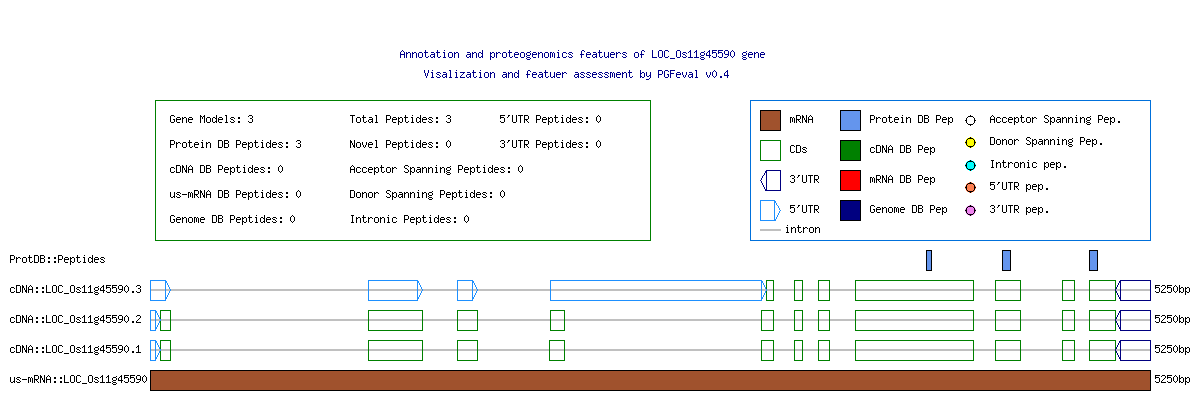 Annotation and proteogenomics featuers of LOC_Os11g45590 gene
Visalization and featuer assessment by PGFeval v0.4
Gene Models: 3 Total Peptides: 3 5'UTR Peptides: 0
Protein DB Peptides: 3 Novel Peptides: 0 3'UTR Peptides: 0
cDNA DB Peptides: 0 Acceptor Spanning Peptides: 0
us-mRNA DB Peptides: 0 Donor Spanning Peptides: 0
Genome DB Peptides: 0 Intronic Peptides: 0
mRNA Protein DB Pep Acceptor Spanning Pep.
CDs cDNA DB Pep Donor Spanning Pep.
3'UTR mRNA DB Pep Intronic pep.
5'UTR Genome DB Pep 5'UTR pep.
intron 3'UTR pep.
ProtDB::Peptides
cDNA::LOC_Os11g45590.3 5250bp
cDNA::LOC_Os11g45590.2 5250bp
cDNA::LOC_Os11g45590.1 5250bp
us-mRNA::LOC_Os11g45590 5250bp